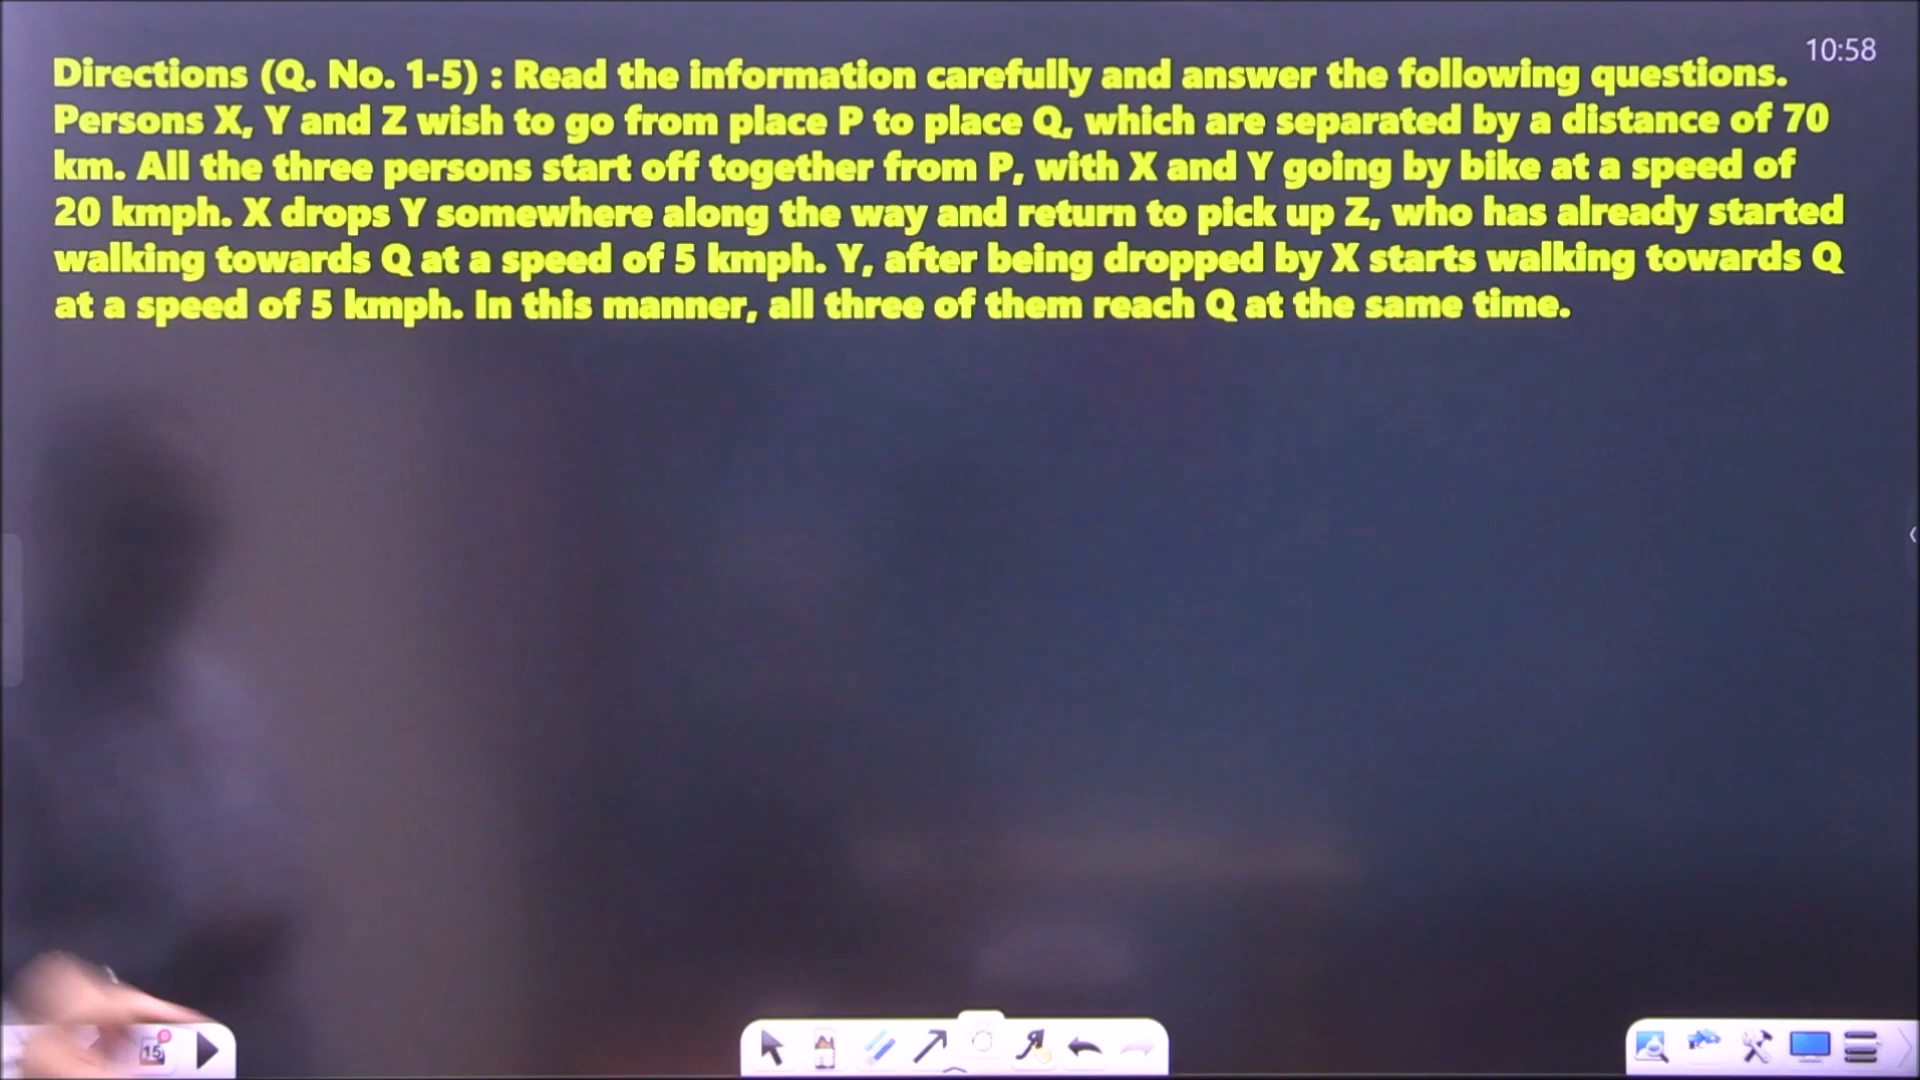 10:58
Directions (Q. No. 1-5) : Read the information carefully and answer the following questions.
Persons X, Y and Z wish to go from place P to place Q, which are separated by a distance of 70
km. All the three persons start off together from P, with X and Y going by bike at a speed of
20 kmph. X drops Y somewhere along the way and return to pick up Z, who has already started
walking towards Q at a speed of 5 kmph. Y, after being dropped by X starts walking towards Q
at a speed of 5 kmph. In this manner, all three of them reach Q at the same time.
15